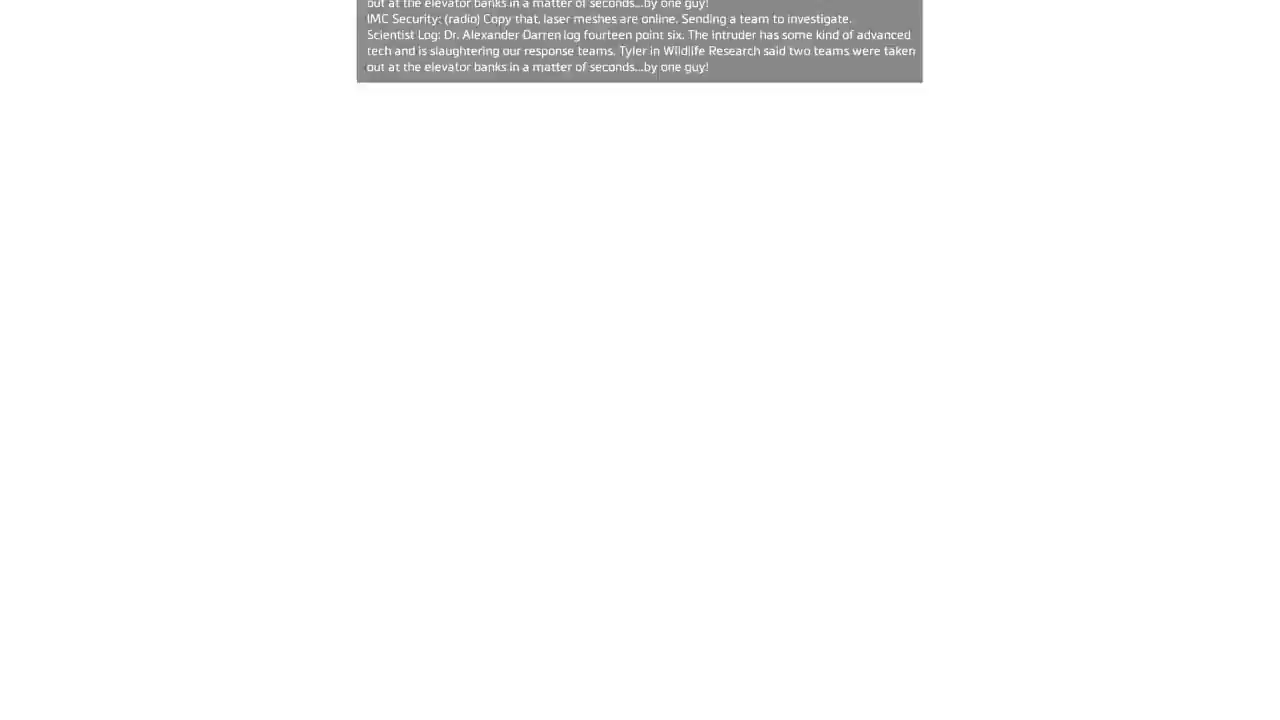 out at the elevator banks in a matter of seconds...by one guy!
IMC Security: (radio) Copy that, laser meshes are online. Sending a team to investigate.
Scientist Log: Dr. Alexander Darren log fourteen point six. The intruder has some kind of advanced
tech and is slaughtering our response teams. Tyler in Wildlife Research said two teams were taken
out at the elevator banks in a matter of seconds...by one guy!